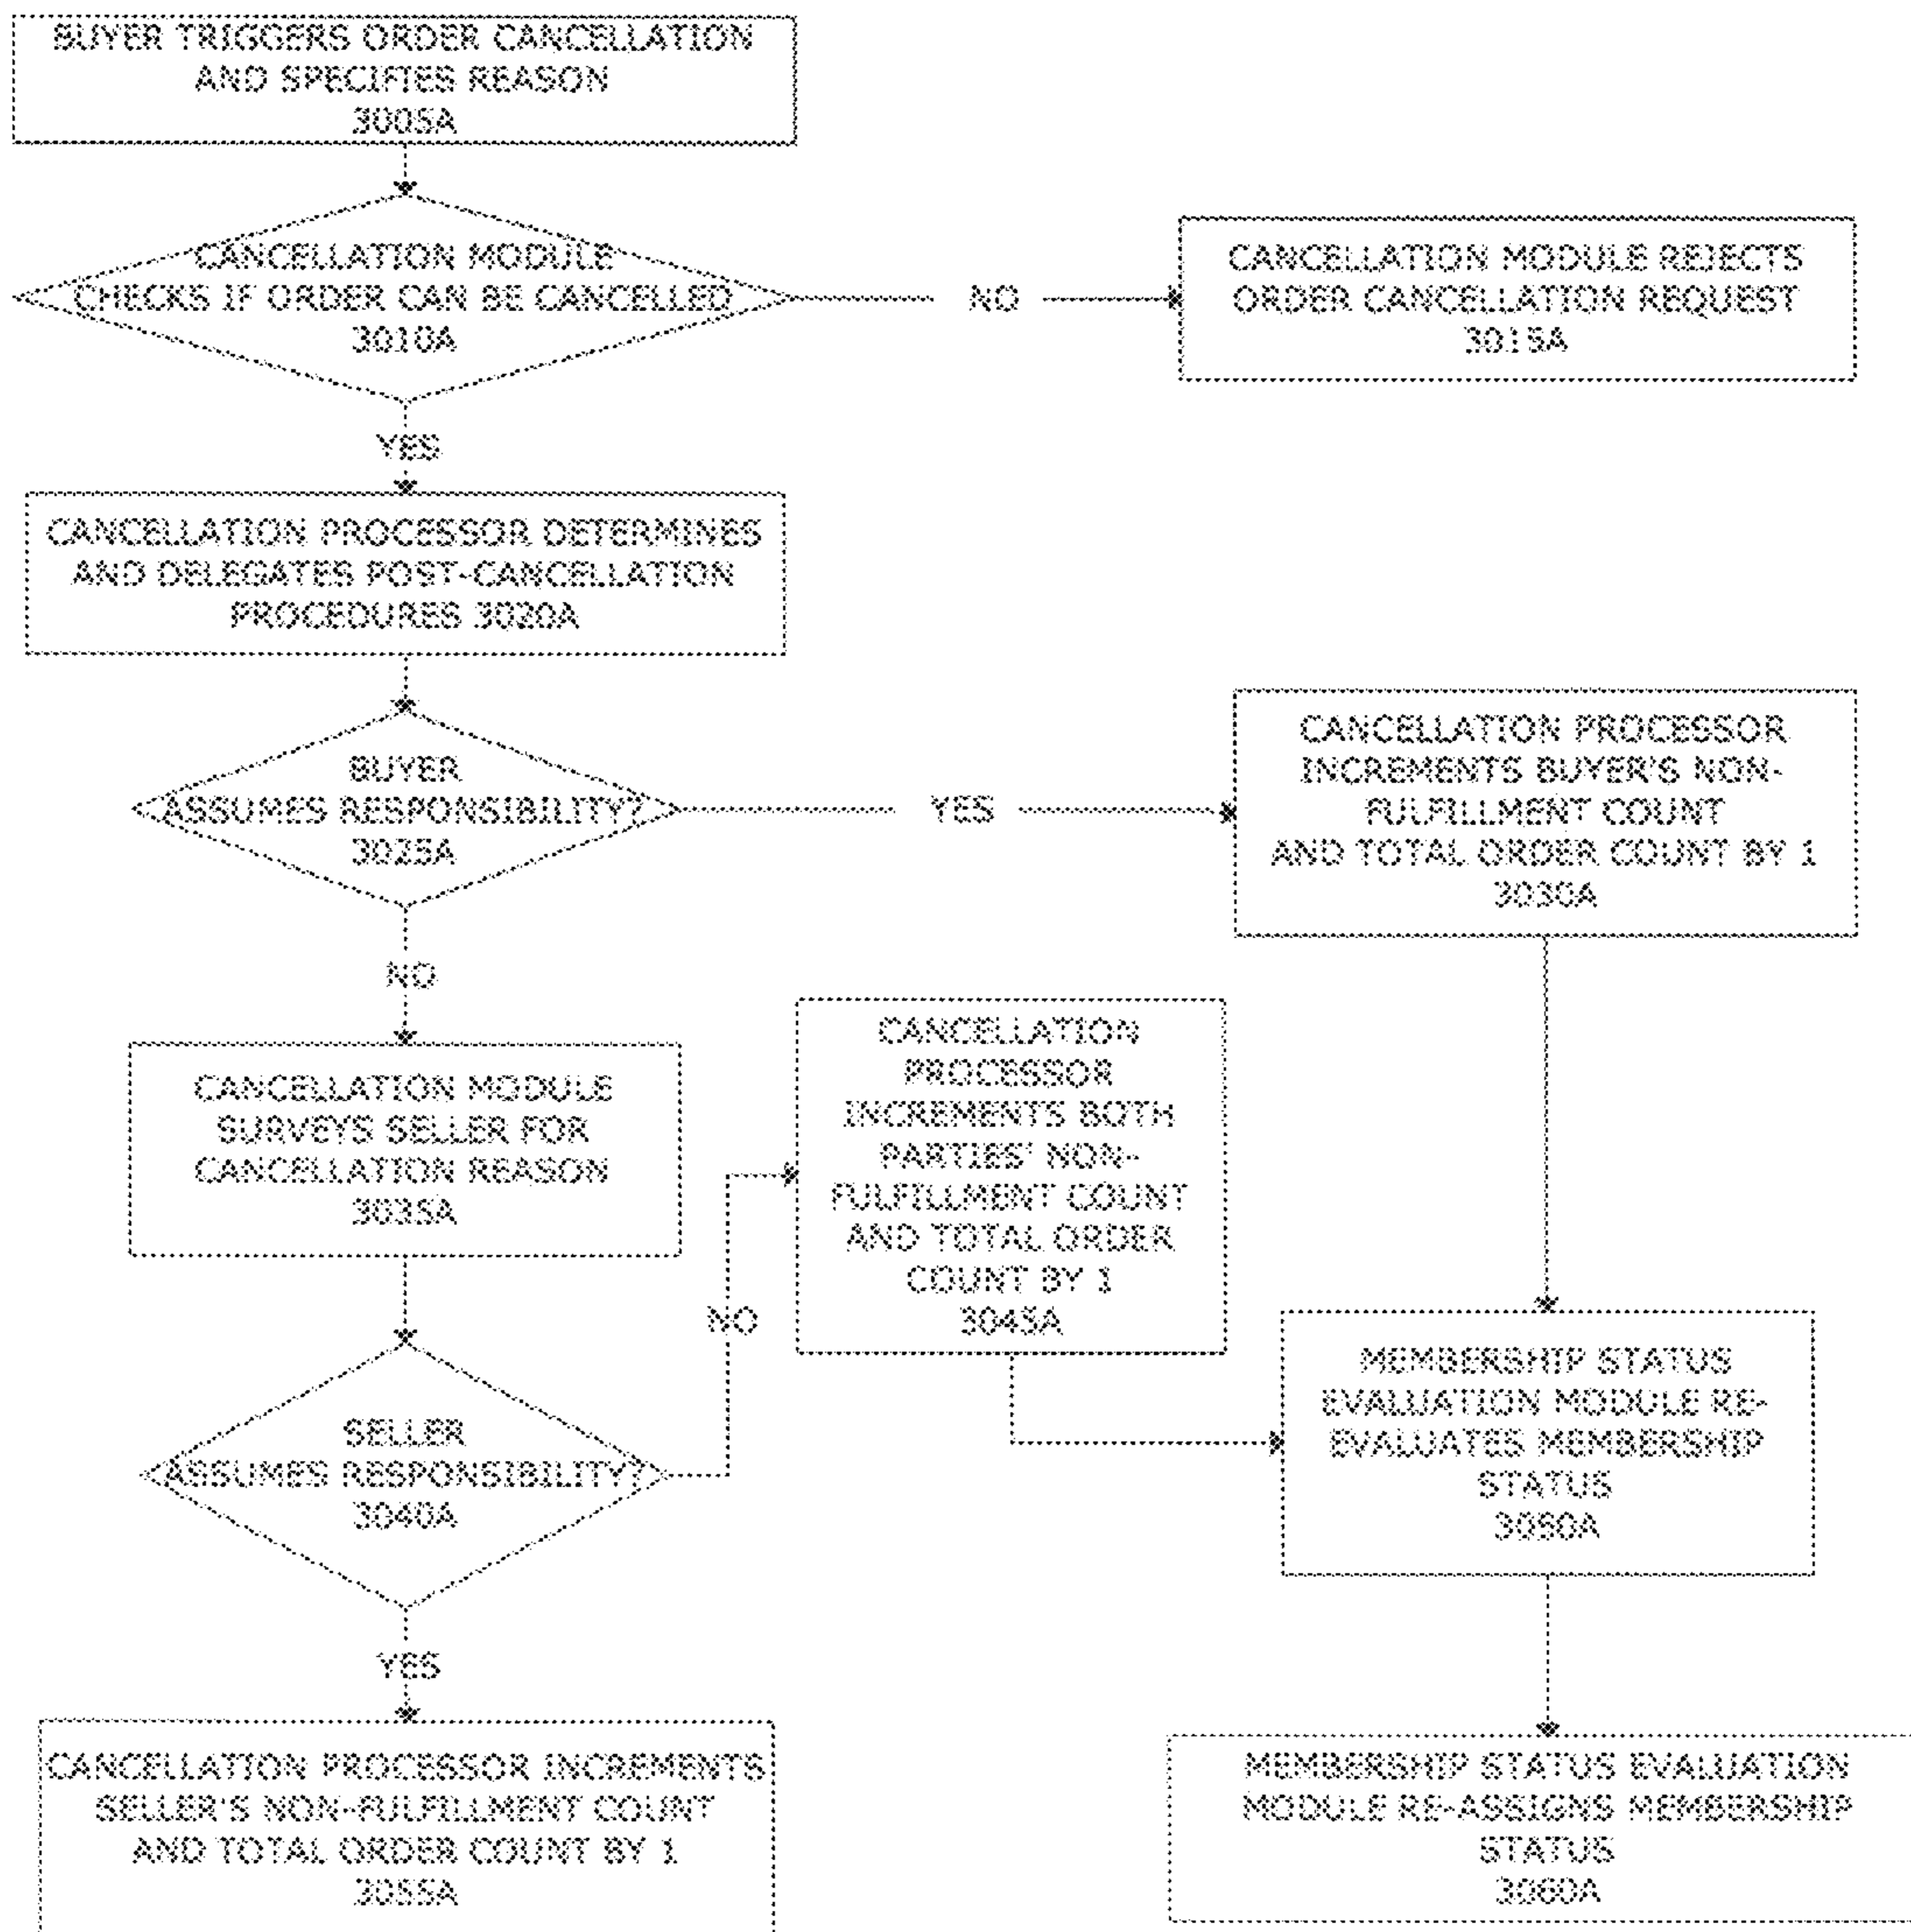 BUYER TRIGGERS ORDER CANCELLATION
AND SPECIFIES REASON
3005A
CANCELLATION MODULE
CHECKS IF ORDER CAN BE CANCELLED
3010A
NO
CANCELLATION MODULE REJECTS
ORDER CANCELLATION REQUEST
3015A
YES
CANCELLATION PROCESSOR DETERMINES
AND DELEGATES POST-CANCELLATION
PROCEDURES 3020A
BUYER
ASSUMES RESPONSIBILITY?
3025A
YES
CANCELLATION PROCESSOR
INCREMENTS BUYER'S NON-
FULFILLMENT COUNT
AND TOTAL ORDER COUNT BY 1
3030A
NO
CANCELLATION MODULE
SURVEYS SELLER FOR
CANCELLATION REASON
3035A
CANCELLATION
PROCESSOR
INCREMENTS BOTH
PARTIES' NON-
FULFILLMENT COUNT
AND TOTAL ORDER
COUNT BY 1
3045A
NO
SELLER
ASSUMES RESPONSIBILITY?
3040A
MEMBERSHIP STATUS
EVALUATION MODULE RE-
EVALUATES MEMBERSHIP
STATUS
3050A
YES
CANCELLATION PROCESSOR INCREMENTS
SELLER'S NON-FULFILLMENT COUNT
AND TOTAL ORDER COUNT BY 1
3055A
MEMBERSHIP STATUS EVALUATION
MODULE RE-ASSIGNS MEMBERSHIP
STATUS
3060A